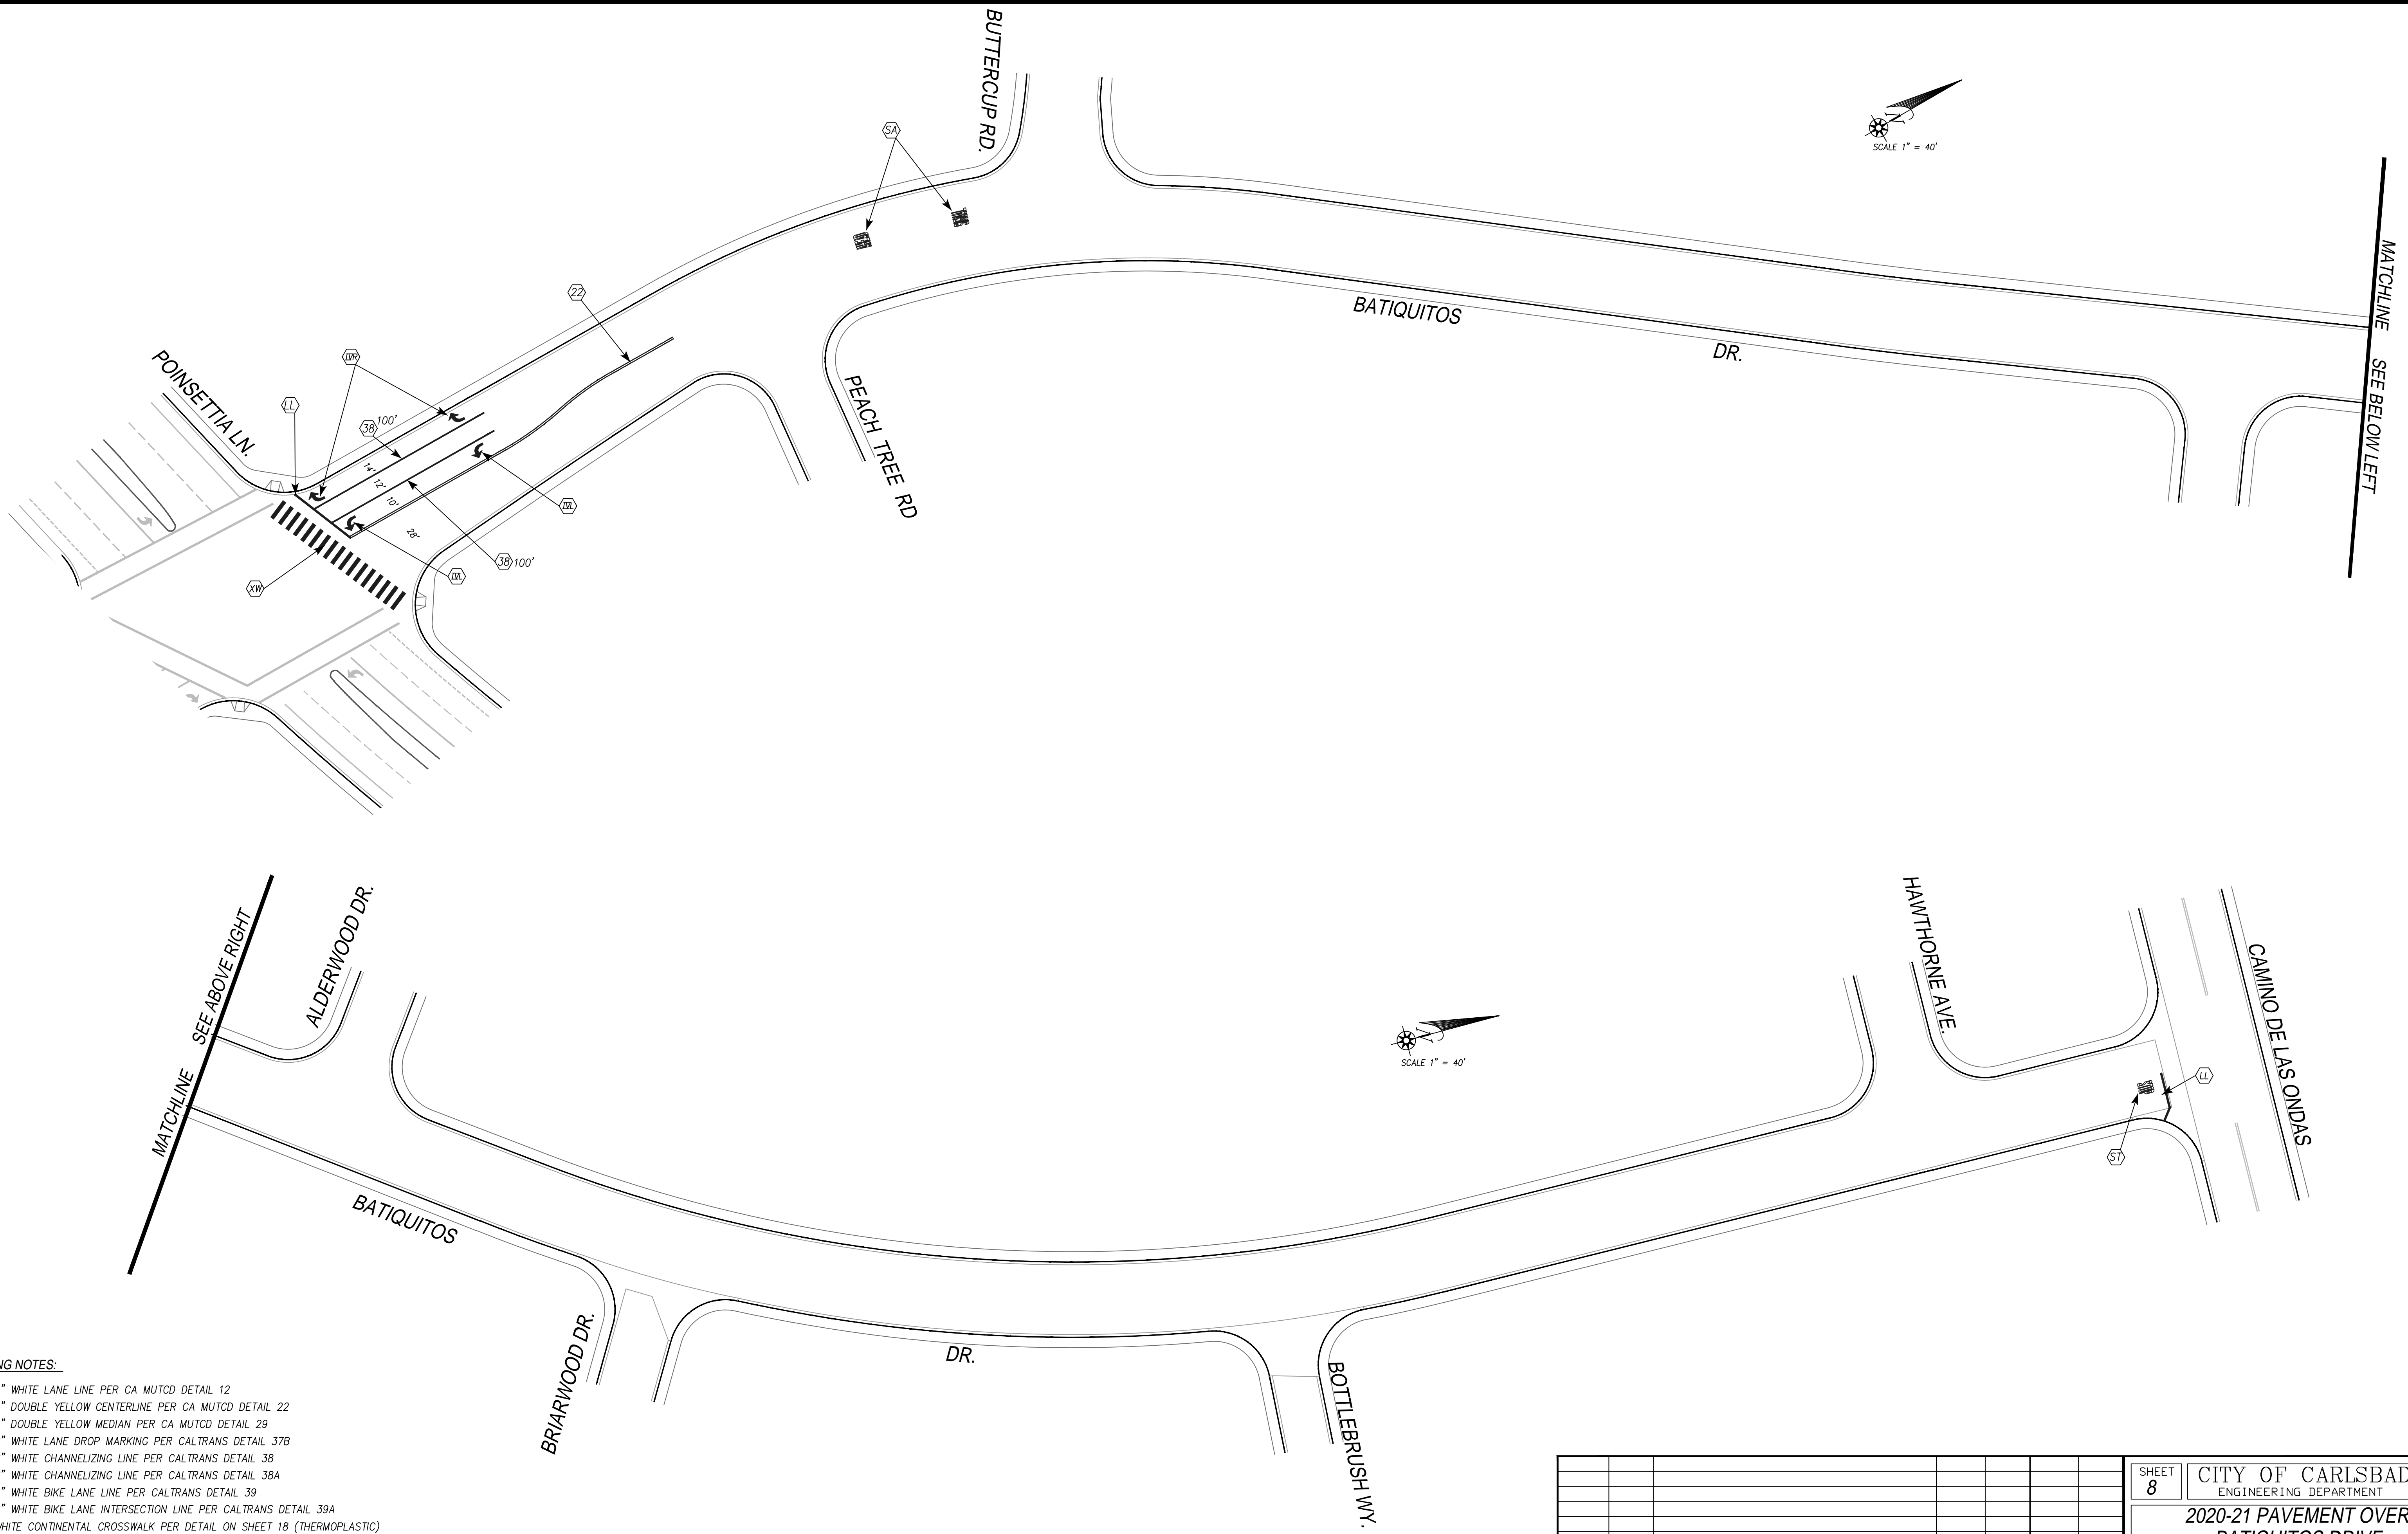 BUTTERCUP RD.
SA
SCALE 1" = 40'
N
MATCHLINE SEE BELOW LEFT
22
BATIQUITOS
DR.
POINSETTIA LN.
PEACH TREE RD
LL
38 100'
14'
12'
10'
28'
38 100'
XW
MATCHLINE SEE ABOVE RIGHT
ALDERWOOD DR.
HAWTHORNE AVE.
CAMINO DE LAS ONDAS
N
SCALE 1" = 40'
STOP
LL
ST
BATIQUITOS
DR.
BRIARWOOD DR.
BOTTLEBRUSH WY.
NG NOTES:
" WHITE LANE LINE PER CA MUTCD DETAIL 12
" DOUBLE YELLOW CENTERLINE PER CA MUTCD DETAIL 22
" DOUBLE YELLOW MEDIAN PER CA MUTCD DETAIL 29
" WHITE LANE DROP MARKING PER CALTRANS DETAIL 37B
" WHITE CHANNELIZING LINE PER CALTRANS DETAIL 38
" WHITE CHANNELIZING LINE PER CALTRANS DETAIL 38A
" WHITE BIKE LANE LINE PER CALTRANS DETAIL 39
" WHITE BIKE LANE INTERSECTION LINE PER CALTRANS DETAIL 39A
WHITE CONTINENTAL CROSSWALK PER DETAIL ON SHEET 18 (THERMOPLASTIC)
SHEET
8
CITY OF CARLSBAD
ENGINEERING DEPARTMENT
2020-21 PAVEMENT OVER
BATIQUITOS DRIVE